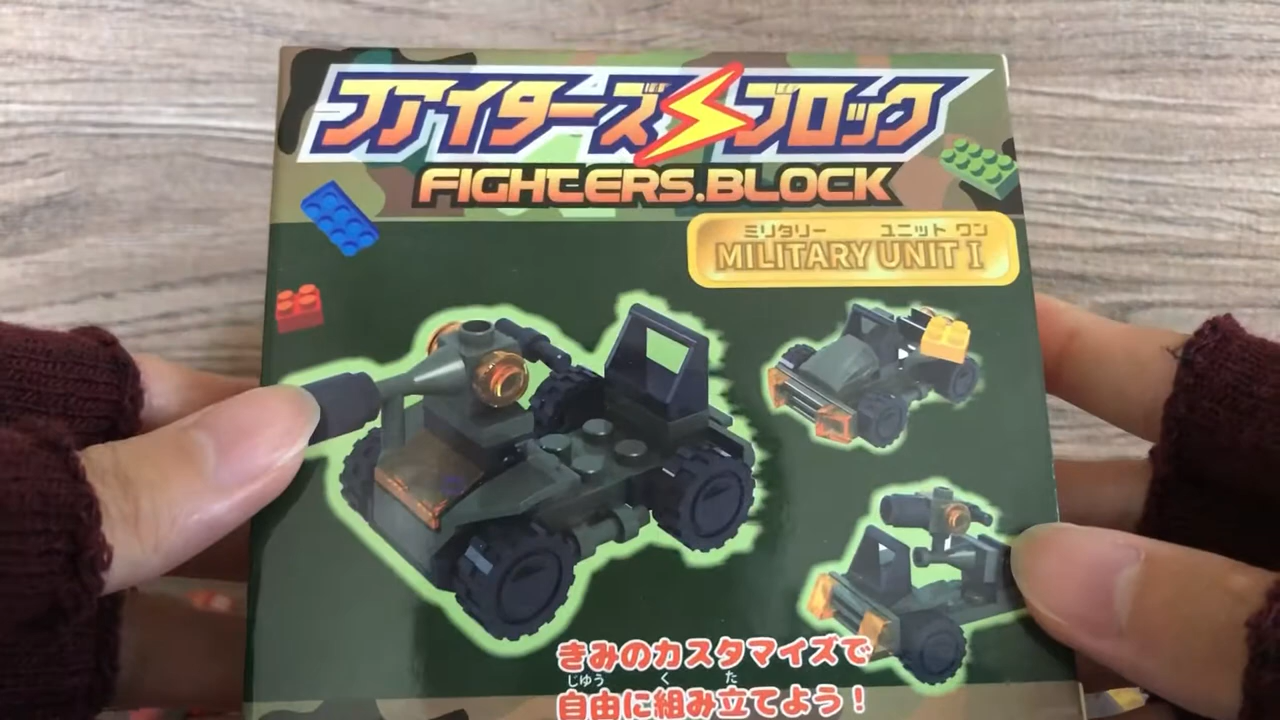 ファイターズブロック
FIGHTERS.BLOCK
ミリタリー ユニット ワン
MILITARY UNIT I
きみのカスタマイズで
じゆう く た
自由に組み立てよう！